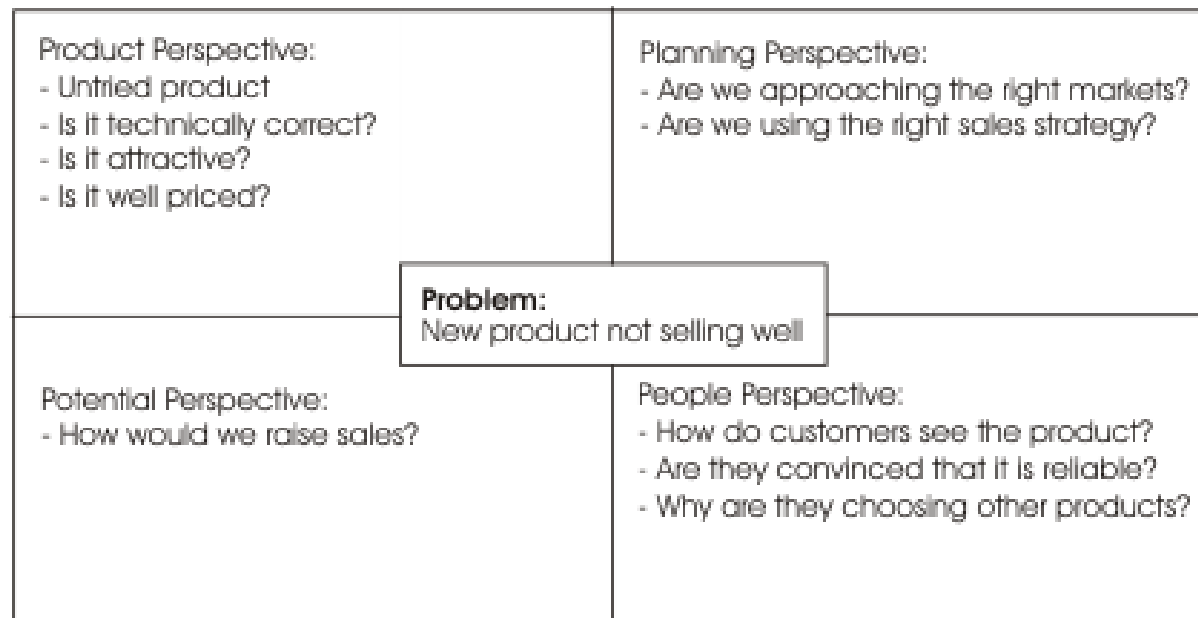 Product Perspective:
- Untried product
- Is it technically correct?
- Is it attractive?
- Is it well priced?
Planning Perspective:
- Are we approaching the right markets?
- Are we using the right sales strategy?
Problem:
New product not selling well
Potential Perspective:
- How would we raise sales?
People Perspective:
- How do customers see the product?
- Are they convinced that it is reliable?
- Why are they choosing other products?